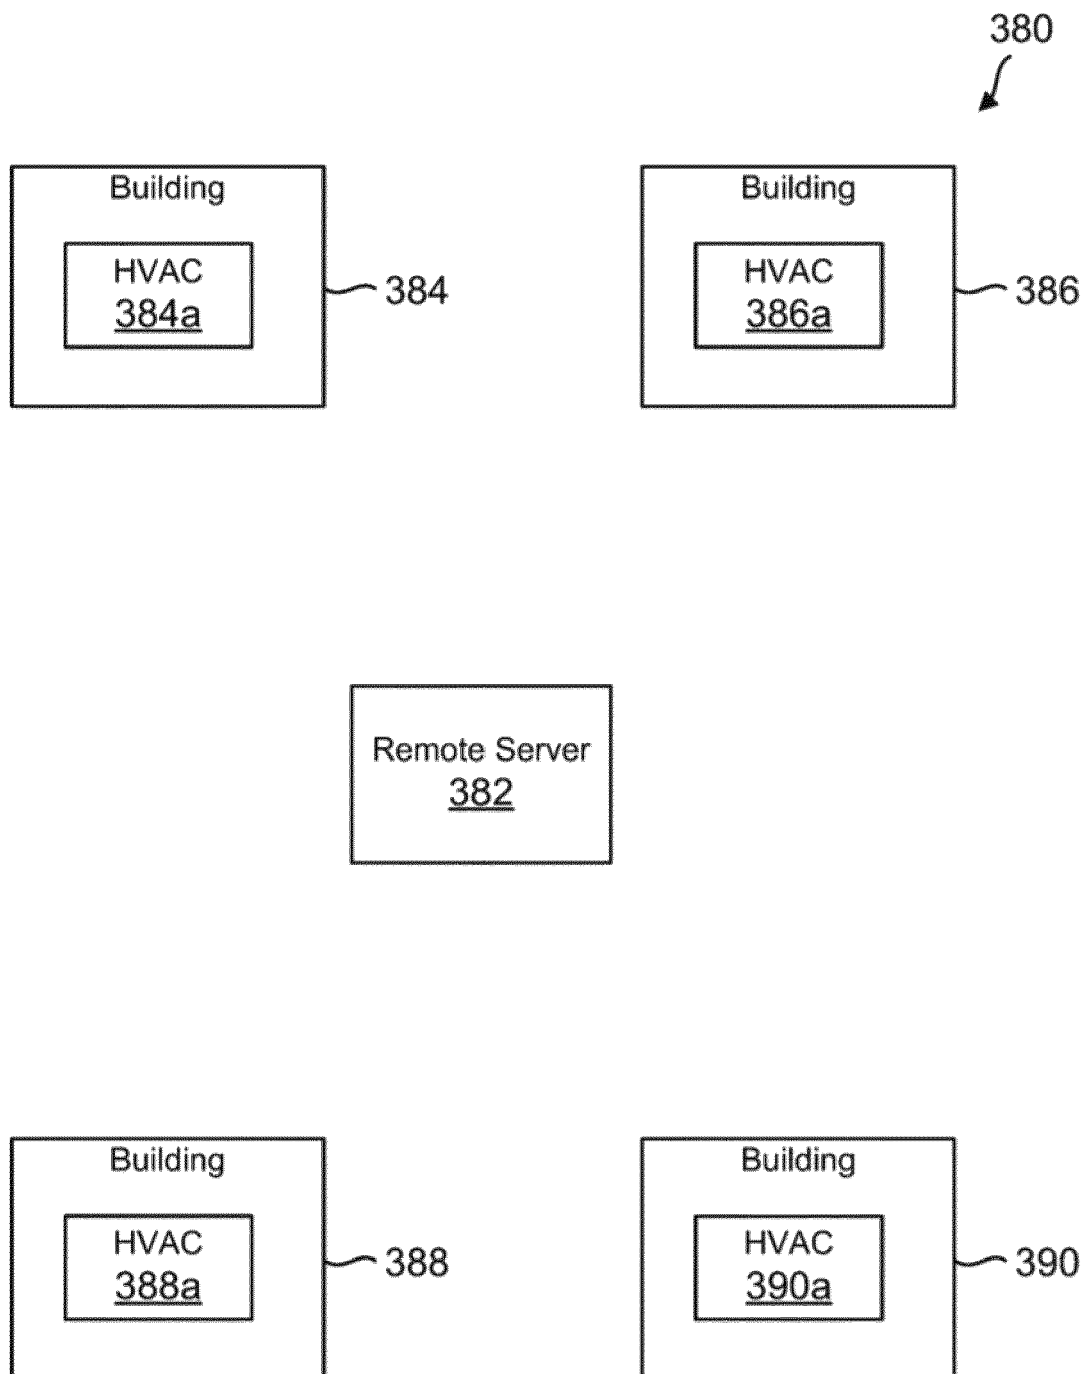 380
Building
HVAC
384a
384
Building
HVAC
386a
386
Remote Server
382
Building
HVAC
388a
388
Building
HVAC
390a
390